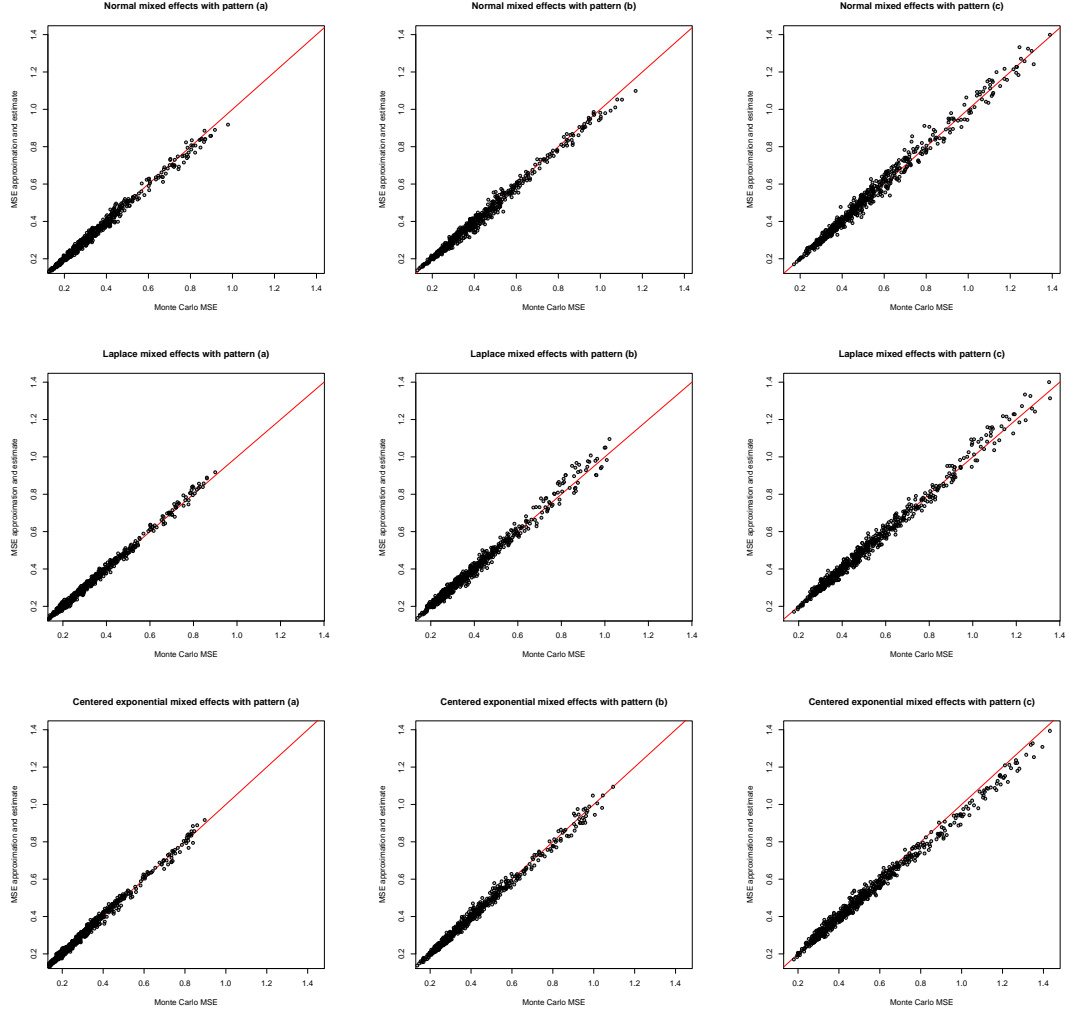 Normal mixed effects with pattern (a)
MSE approximation and estimate
1.4
1.2
1.0
0.8
0.6
0.4
0.2
0.2 0.4 0.6 0.8 1.0 1.2 1.4
Monte Carlo MSE
Normal mixed effects with pattern (b)
MSE approximation and estimate
1.4
1.2
1.0
0.8
0.6
0.4
0.2
0.2 0.4 0.6 0.8 1.0 1.2 1.4
Monte Carlo MSE
Normal mixed effects with pattern (c)
MSE approximation and estimate
1.4
1.2
1.0
0.8
0.6
0.4
0.2
0.2 0.4 0.6 0.8 1.0 1.2 1.4
Monte Carlo MSE
Laplace mixed effects with pattern (a)
MSE approximation and estimate
1.4
1.2
1.0
0.8
0.6
0.4
0.2
0.2 0.4 0.6 0.8 1.0 1.2 1.4
Monte Carlo MSE
Laplace mixed effects with pattern (b)
MSE approximation and estimate
1.4
1.2
1.0
0.8
0.6
0.4
0.2
0.2 0.4 0.6 0.8 1.0 1.2 1.4
Monte Carlo MSE
Laplace mixed effects with pattern (c)
MSE approximation and estimate
1.4
1.2
1.0
0.8
0.6
0.4
0.2
0.2 0.4 0.6 0.8 1.0 1.2 1.4
Monte Carlo MSE
Centered exponential mixed effects with pattern (a)
MSE approximation and estimate
1.4
1.2
1.0
0.8
0.6
0.4
0.2
0.2 0.4 0.6 0.8 1.0 1.2 1.4
Monte Carlo MSE
Centered exponential mixed effects with pattern (b)
MSE approximation and estimate
1.4
1.2
1.0
0.8
0.6
0.4
0.2
0.2 0.4 0.6 0.8 1.0 1.2 1.4
Monte Carlo MSE
Centered exponential mixed effects with pattern (c)
MSE approximation and estimate
1.4
1.2
1.0
0.8
0.6
0.4
0.2
0.2 0.4 0.6 0.8 1.0 1.2 1.4
Monte Carlo MSE